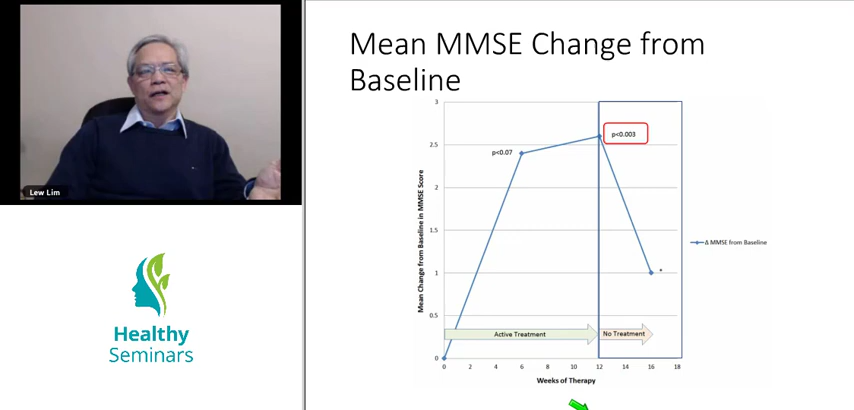 Lew Lim
Healthy
Seminars
Mean MMSE Change from
Baseline
Mean Change from Baseline in MMSE Score
3
2.5
2
1.5
1
0.5
0
p<0.07
p<0.003
*
Δ MMSE from Baseline
Active Treatment
No Treatment
0 2 4 6 8 10 12 14 16 18
Weeks of Therapy